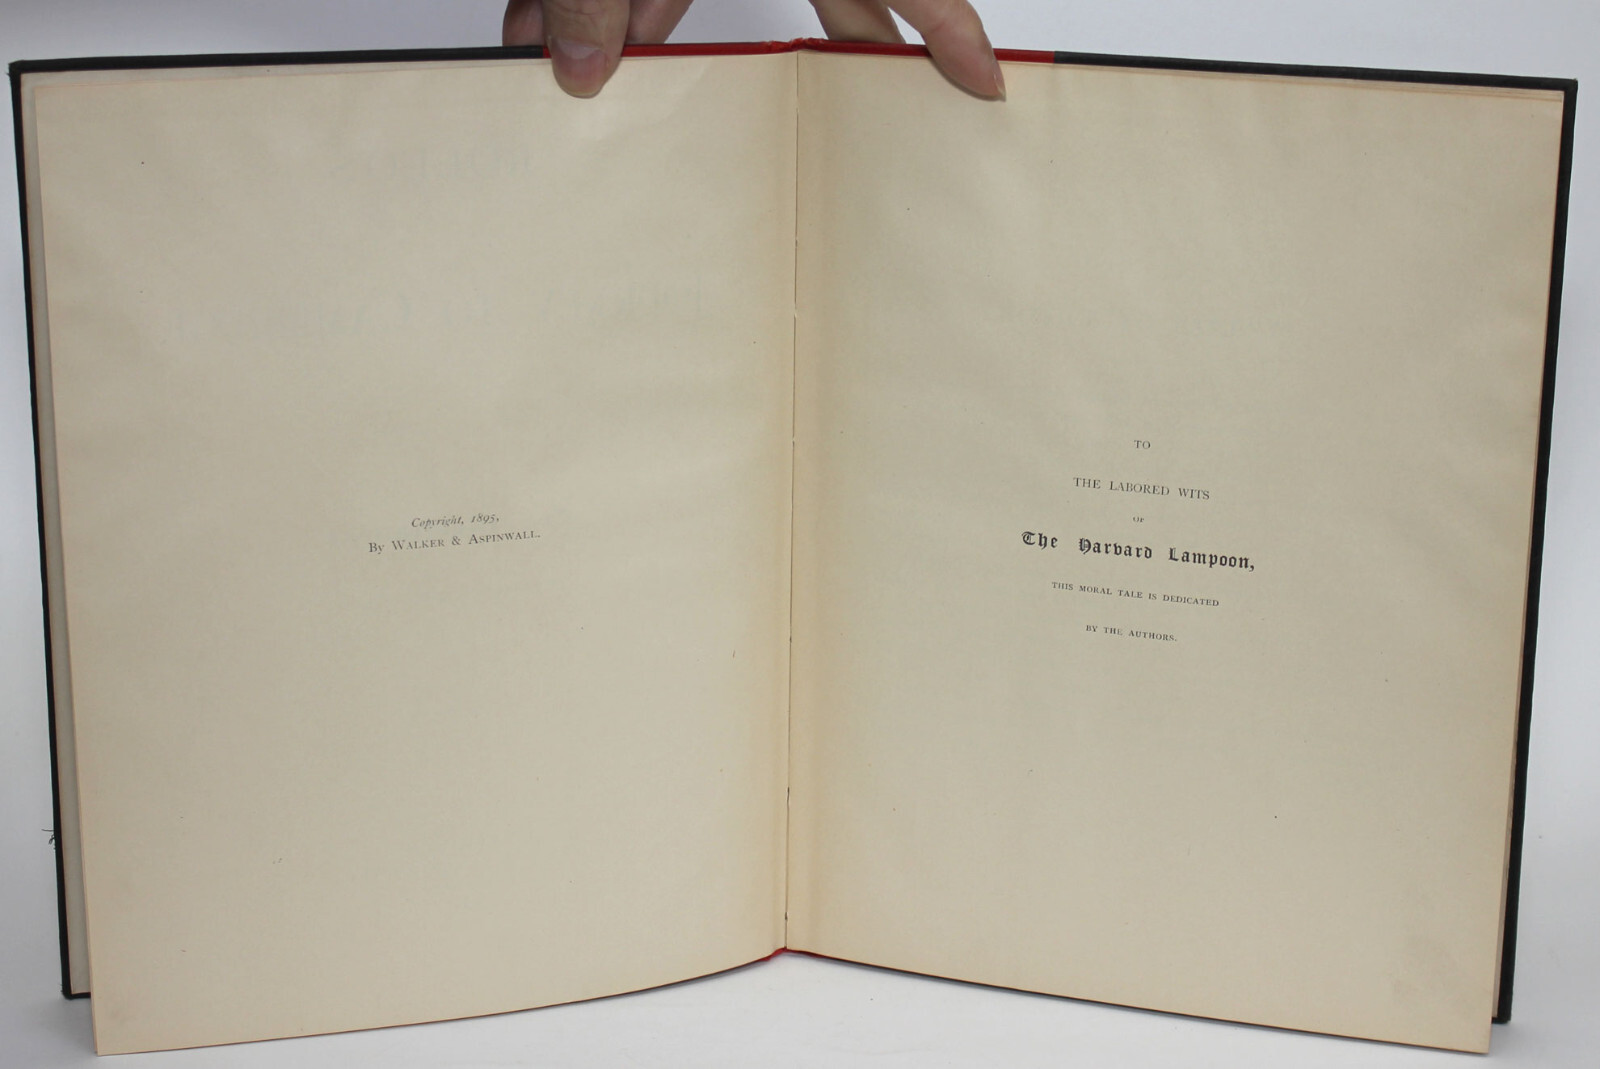 Copyright, 1895,
By WALKER & ASPINWALL.
TO
THE LABORED WITS
OF
The Harvard Lampoon,
THIS MORAL TALE IS DEDICATED
BY THE AUTHORS.